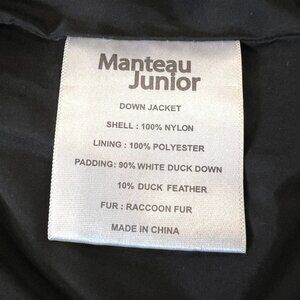 Manteau
Junior
DOWN JACKET
SHELL : 100% NYLON
LINING : 100% POLYESTER
PADDING: 90% WHITE DUCK DOWN
10% DUCK FEATHER
FUR : RACCOON FUR
MADE IN CHINA